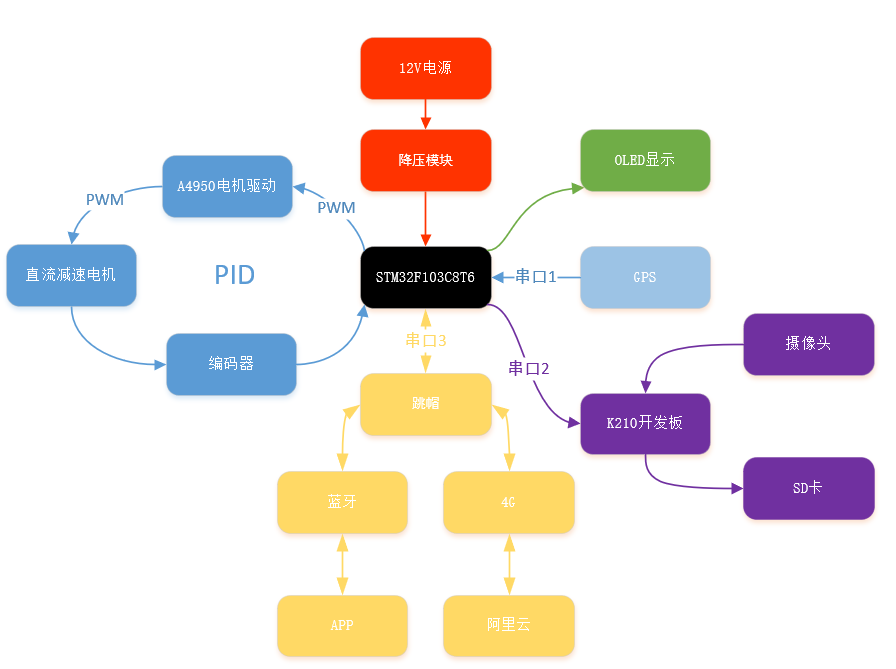 12V电源
降压模块
OLED显示
A4950电机驱动
PWM
PWM
直流减速电机
PID
STM32F103C8T6
串口1
GPS
摄像头
串口3
编码器
串口2
跳帽
K210开发板
SD卡
蓝牙
4G
APP
阿里云